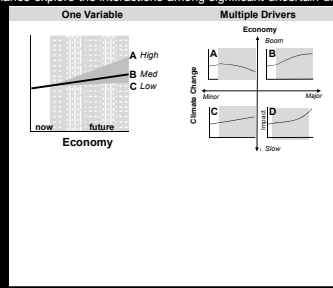 One Variable
Multiple Drivers
A High
B Med
C Low
now future
Economy
Economy
Boom
A
B
Climate Change
Minor
Major
C
Impact
D
Slow